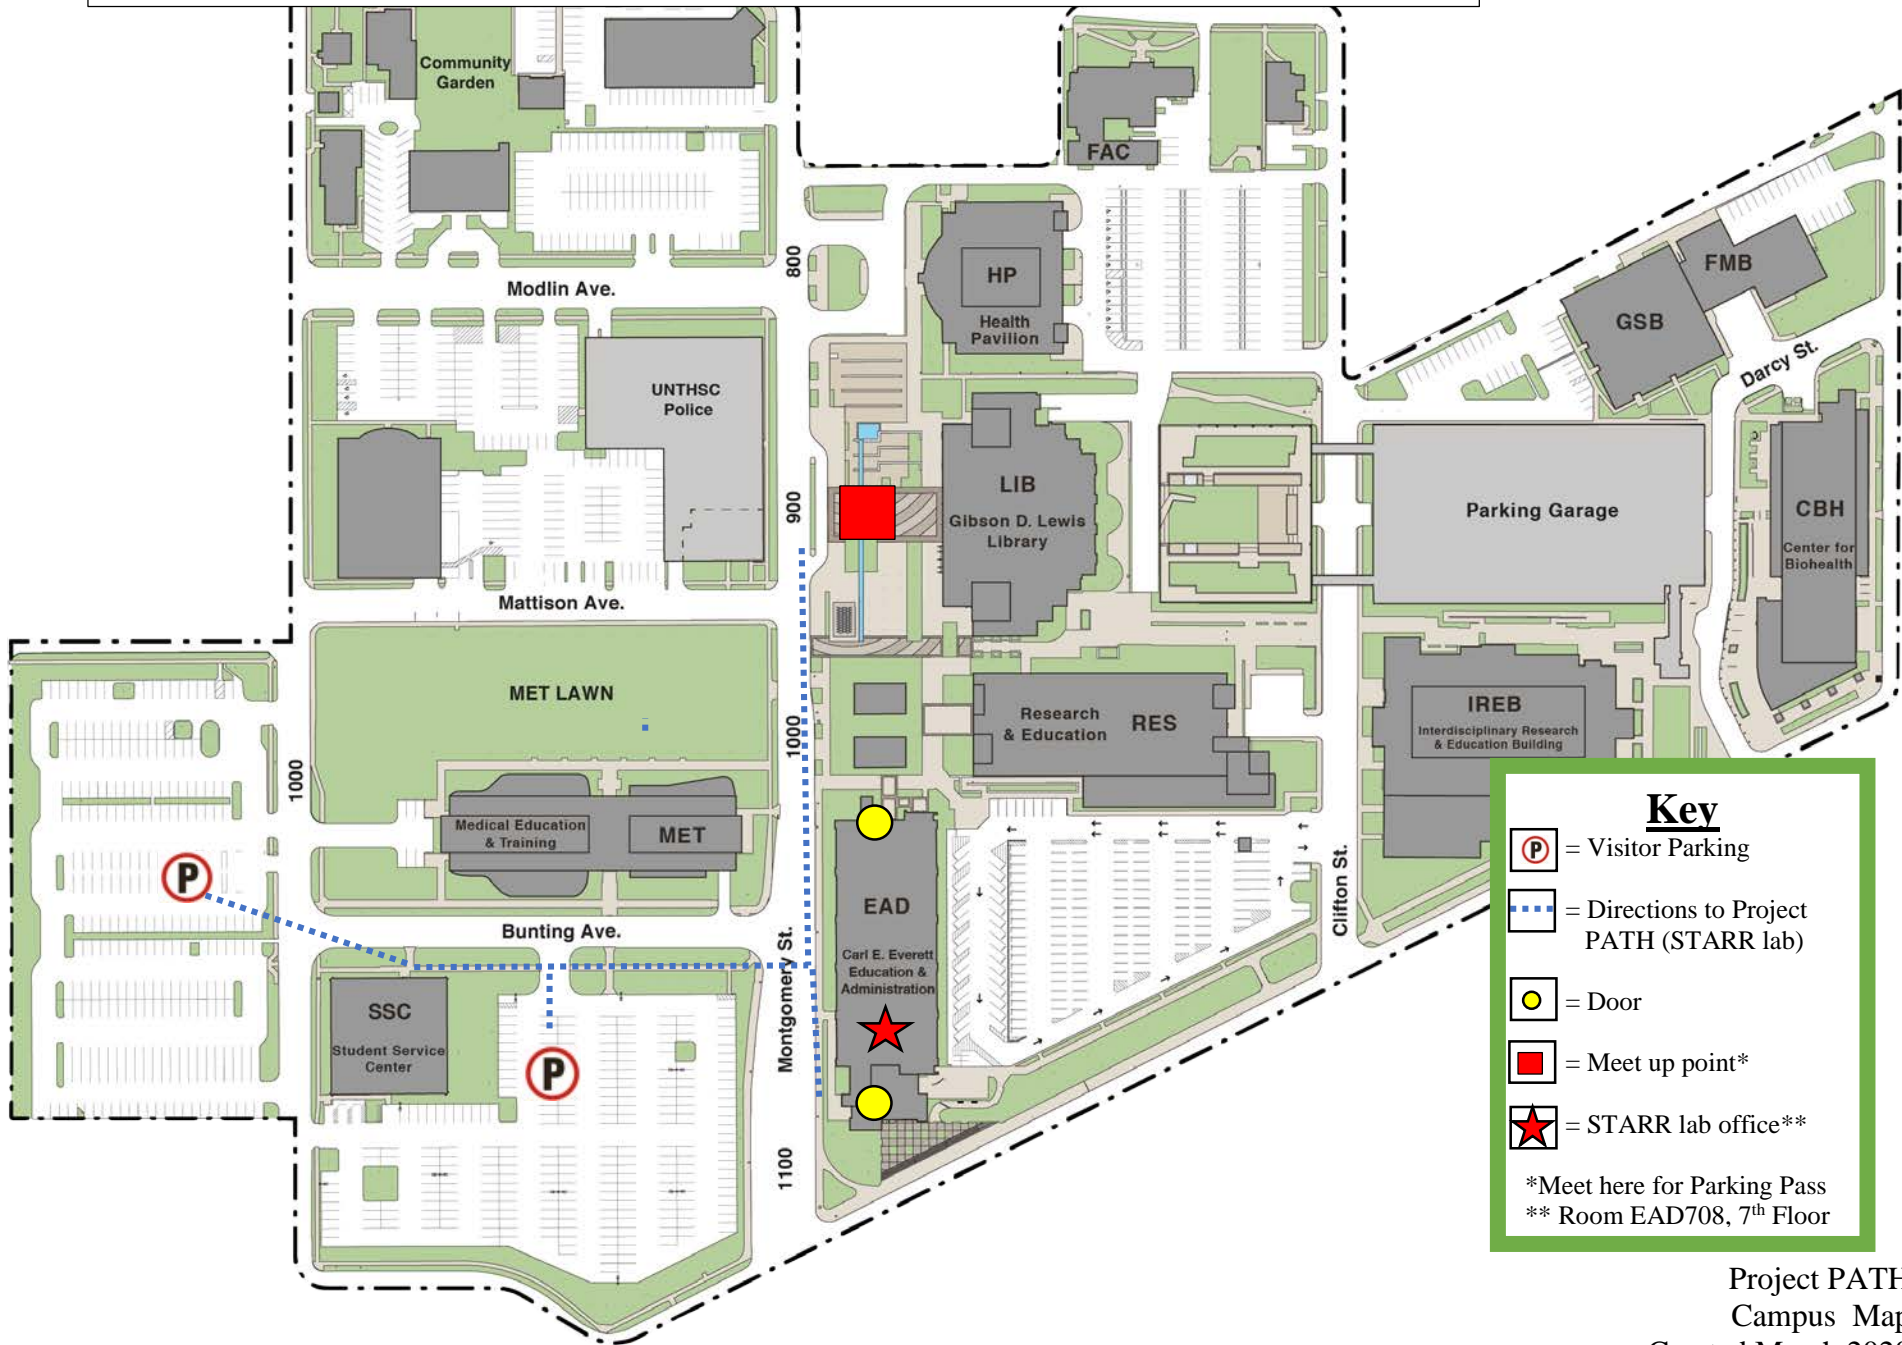 Community
Garden
FAC
800
HP
Health
Pavilion
Modlin Ave.
FMB
GSB
Darcy St.
UNTHSC
Police
900
LIB
Gibson D. Lewis
Library
Parking Garage
CBH
Center for
Biohealth
Mattison Ave.
MET LAWN
1000
1000
Research
& Education
RES
IREB
Interdisciplinary Research
& Education Building
Medical Education
& Training
MET
P
EAD
Carl E. Everett
Education &
Administration
Clifton St.
Bunting Ave.
Montgomery St.
SSC
Student Service
Center
P
1100
Key
P = Visitor Parking
= Directions to Project
PATH (STARR lab)
= Door
= Meet up point*
= STARR lab office**
*Meet here for Parking Pass
** Room EAD708, 7th Floor
Project PATH
Campus Map